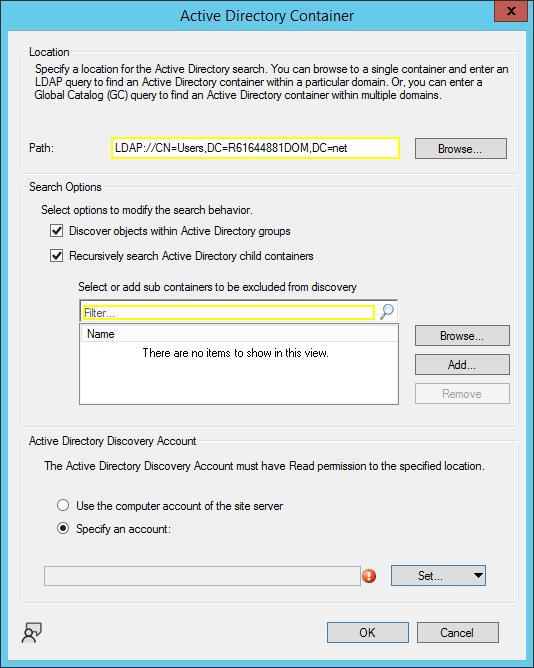 Active Directory Container
x
Location
Specify a location for the Active Directory search. You can browse to a single container and enter an
LDAP query to find an Active Directory container within a particular domain. Or, you can enter a
Global Catalog (GC) query to find an Active Directory container within multiple domains.
Path:
LDAP://CN=Users,DC=R61644881DOM,DC=net
Browse...
Search Options
Select options to modify the search behavior.
Discover objects within Active Directory groups
Recursively search Active Directory child containers
Select or add sub containers to be excluded from discovery
Filter...
Name
There are no items to show in this view.
Browse...
Add...
Remove
Active Directory Discovery Account
The Active Directory Discovery Account must have Read permission to the specified location.
Use the computer account of the site server
Specify an account:
Set...
OK
Cancel